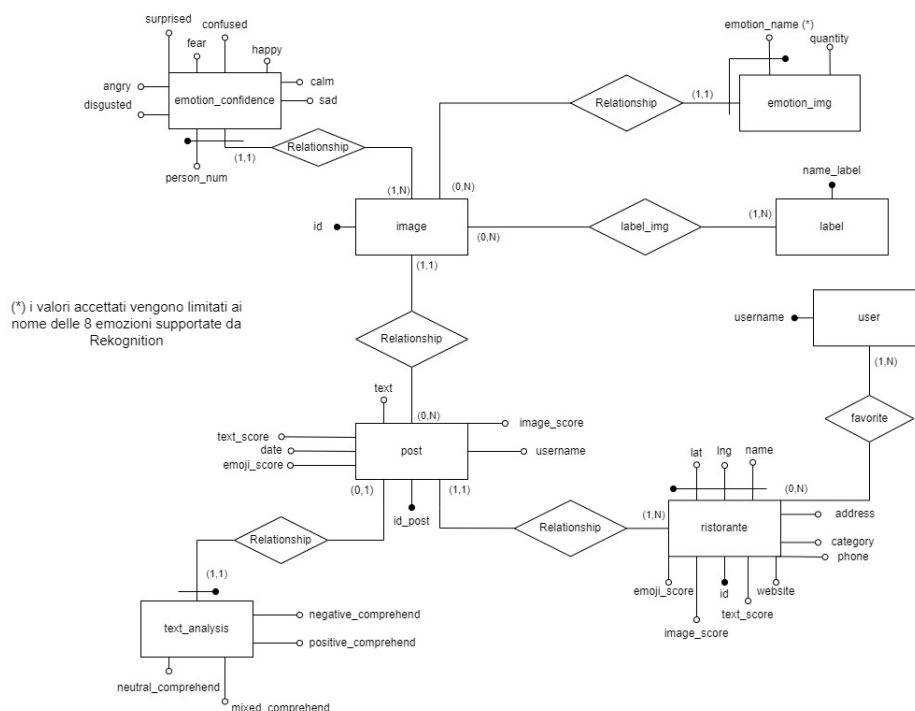 surprised
confused
fear
happy
angry
calm
disgusted
emotion_confidence
sad
person_num
(1,1)
Relationship
emotion_name (*)
quantity
Relationship
(1,1)
emotion_img
(1,N)
(0,N)
id
image
(0,N)
label_img
(1,N)
name_label
label
(1,1)
(*) i valori accettati vengono limitati ai
nome delle 8 emozioni supportate da
Rekognition
Relationship
username
user
(1,N)
favorite
text
(0,N)
image_score
text_score
date
emoji_score
post
username
(0,1)
(1,1)
id_post
lat
lng
name
(0,N)
Relationship
(1,N)
ristorante
address
category
phone
emoji_score
id
website
text_score
image_score
Relationship
(1,1)
text_analysis
negative_comprehend
positive_comprehend
neutral_comprehend
mixed_comprehend